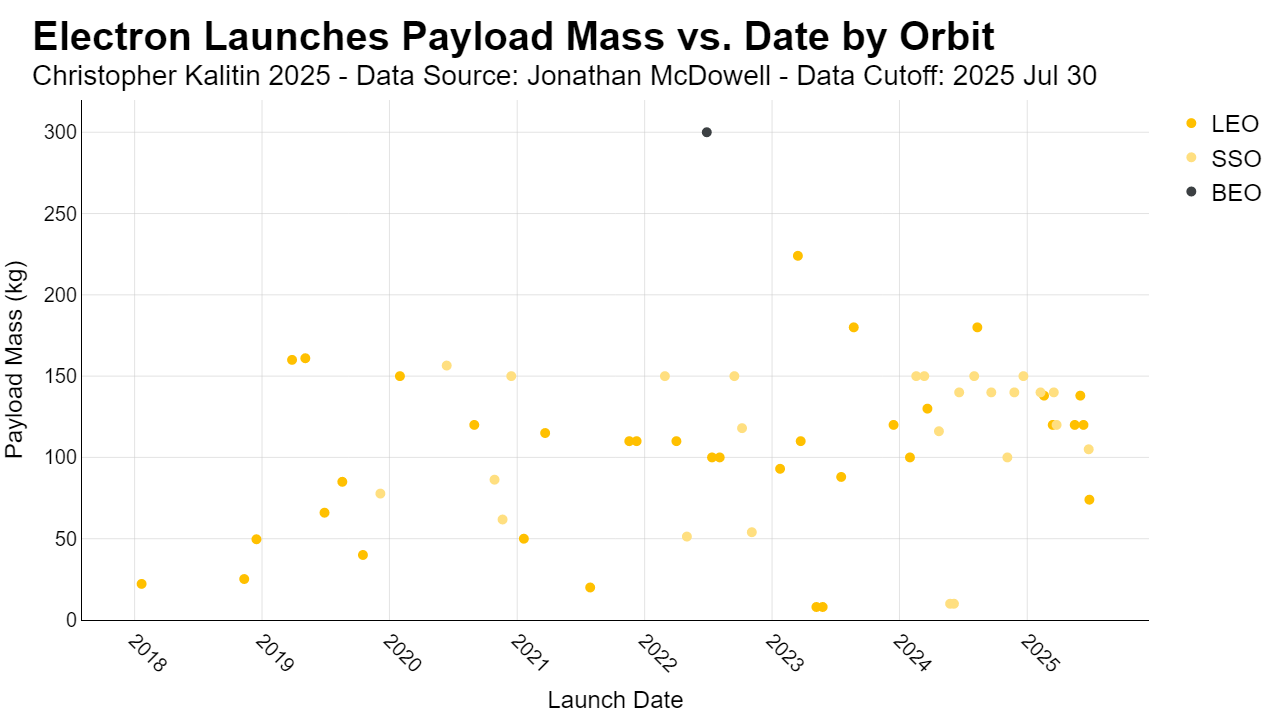 Electron Launches Payload Mass vs. Date by Orbit
Christopher Kalitin 2025 - Data Source: Jonathan McDowell - Data Cutoff: 2025 Jul 30
LEO
SSO
BEO
Payload Mass (kg)
300
250
200
150
100
50
0
2018
2019
2020
2021
2022
2023
2024
2025
Launch Date